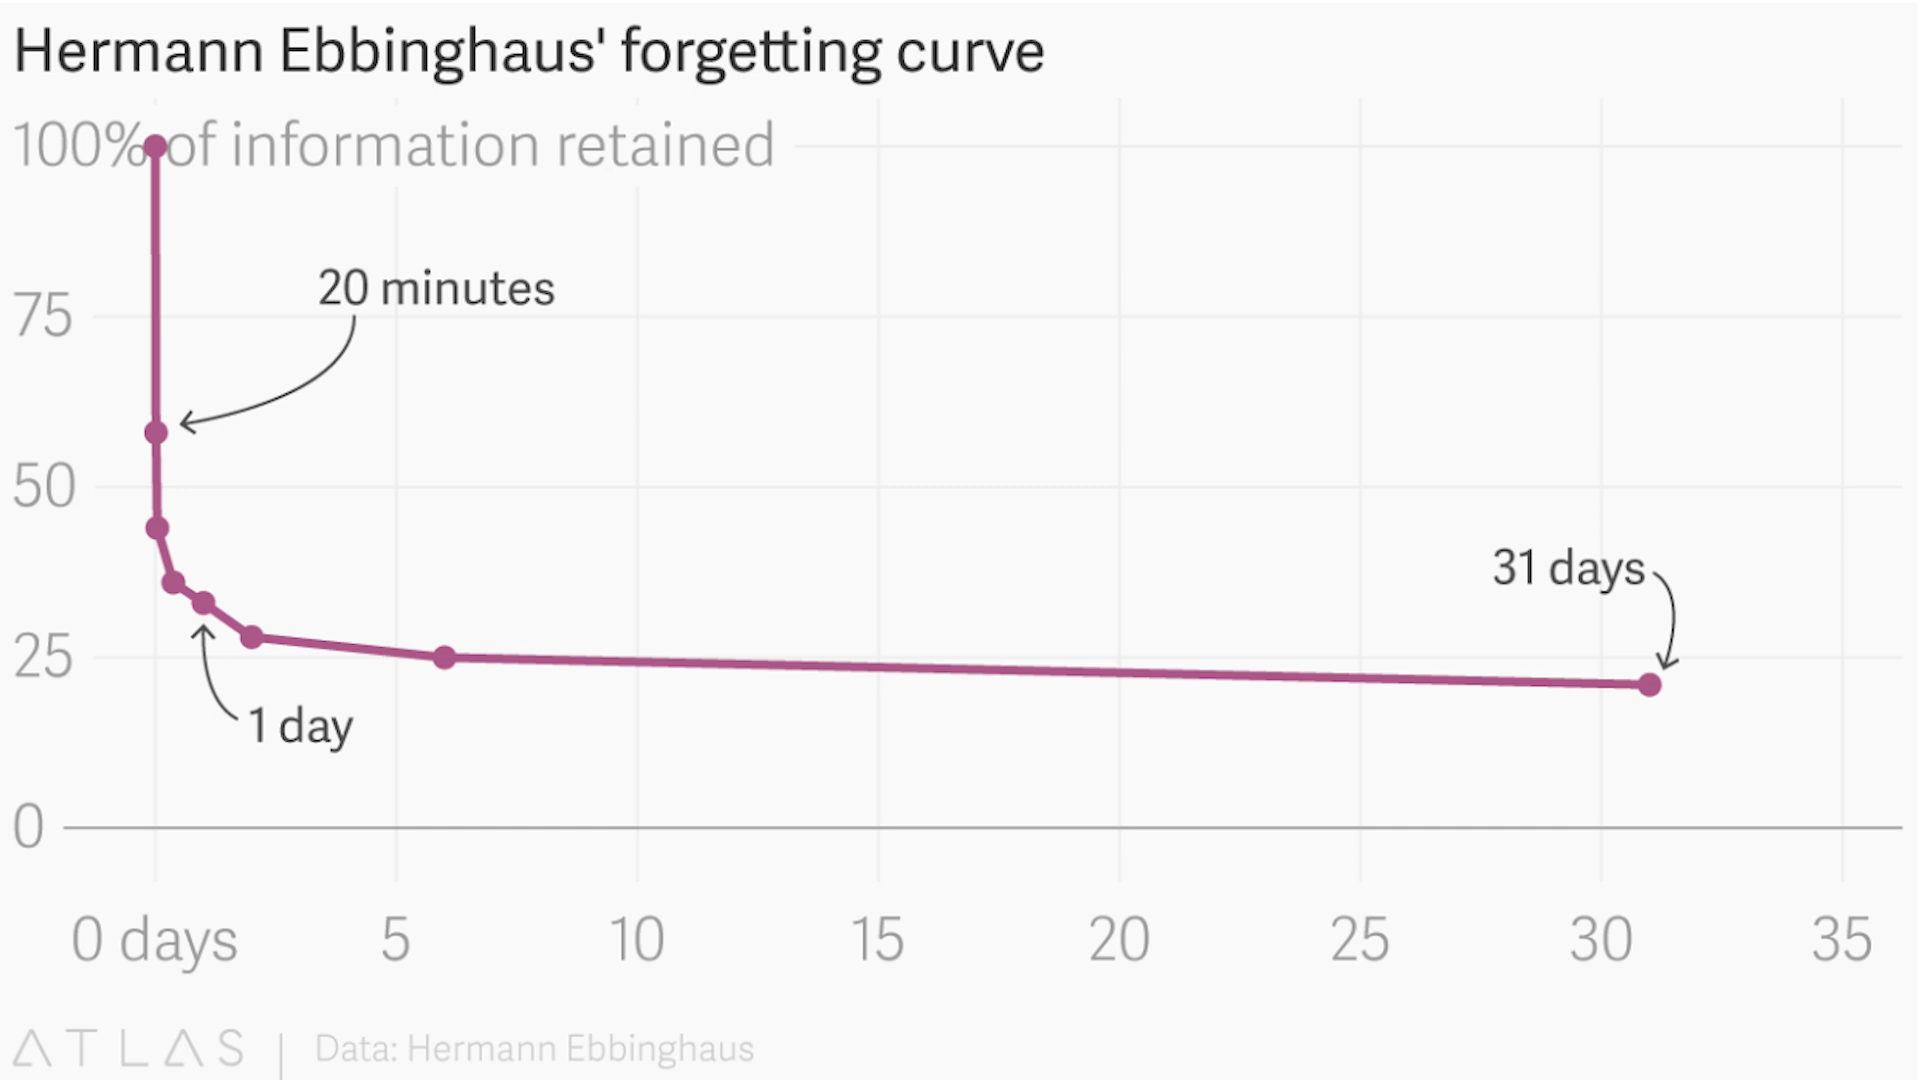 Hermann Ebbinghaus' forgetting curve
100% of information retained
20 minutes
75
50
31 days
25
1 day
0
0 days 5 10 15 20 25 30 35
ATLAS | Data: Hermann Ebbinghaus